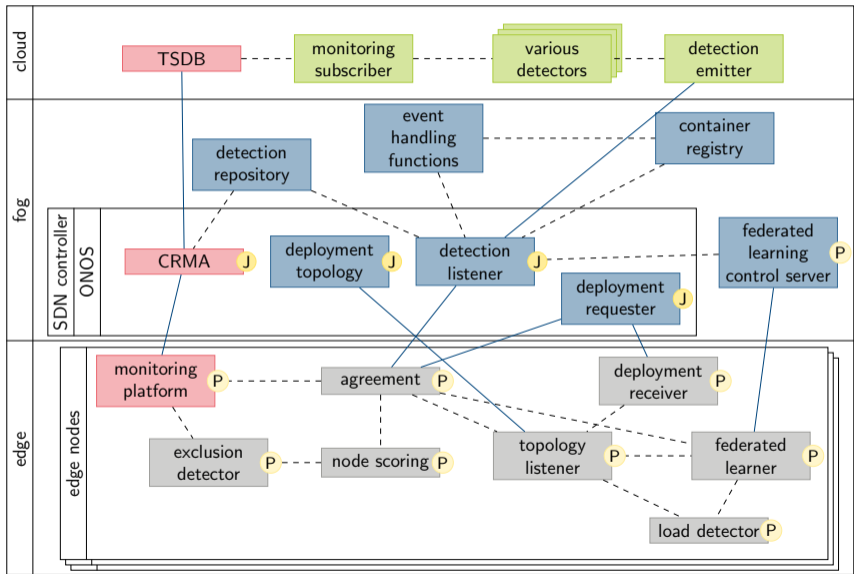 cloud
TSDB
monitoring
subscriber
various
detectors
detection
emitter
fog
event
handling
functions
container
registry
detection
repository
SDN controller
ONOS
CRMA
J
deployment
topology
J
detection
listener
J
federated
learning
control server
P
deployment
requester
J
edge
edge nodes
monitoring
platform
P
agreement
P
deployment
receiver
P
exclusion
detector
P
node scoring
P
topology
listener
P
federated
learner
P
load detector
P